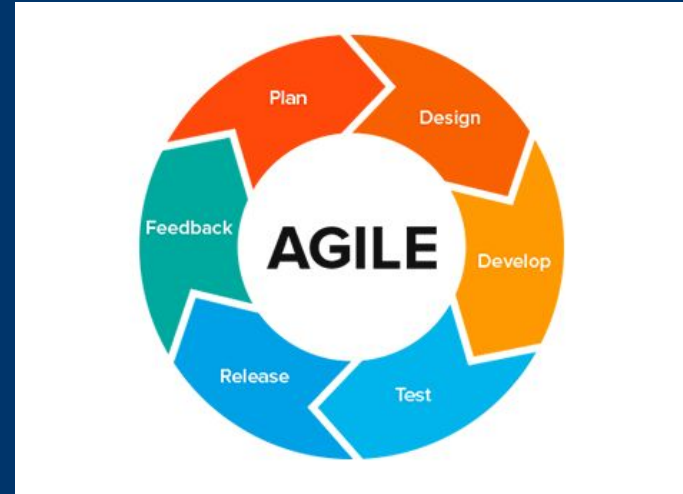 Plan
Design
Develop
Test
Release
Feedback
AGILE